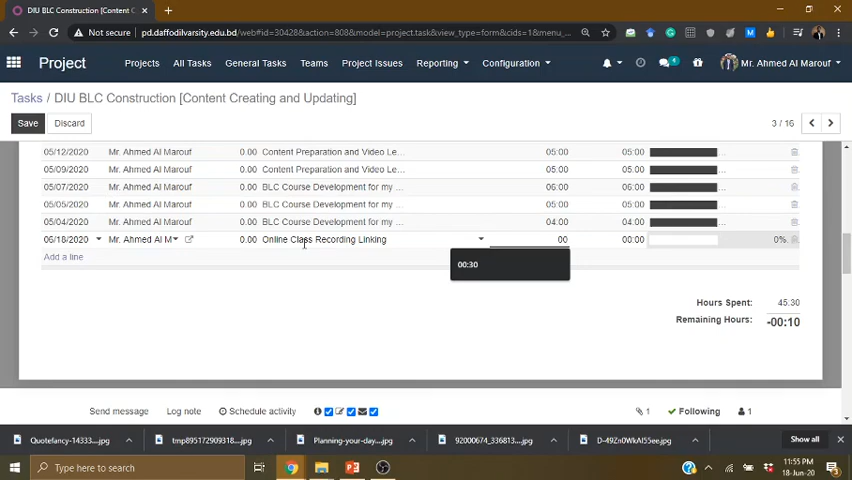 DIU BLC Construction [Content C
Not secure pd.daffodilvarsity.edu.bd/web#id=30428&action=808&model=project.task&view_type=form&cids=1&menu_
Project Projects All Tasks General Tasks Teams Project Issues Reporting Configuration Mr. Ahmed Al Marouf
Tasks / DIU BLC Construction [Content Creating and Updating]
Save Discard 3 / 16
05/12/2020 Mr. Ahmed Al Marouf 0.00 Content Preparation and Video Le... 05:00 05:00
05/09/2020 Mr. Ahmed Al Marouf 0.00 Content Preparation and Video Le... 05:00 05:00
05/07/2020 Mr. Ahmed Al Marouf 0.00 BLC Course Development for my ... 06:00 06:00
05/05/2020 Mr. Ahmed Al Marouf 0.00 BLC Course Development for my ... 05:00 05:00
05/04/2020 Mr. Ahmed Al Marouf 0.00 BLC Course Development for my ... 04:00 04:00
06/18/2020 Mr. Ahmed Al M 0.00 Online Class Recording Linking 00 00:00 0%
Add a line
00:30
Hours Spent: 45.30
Remaining Hours: -00:10
Send message Log note Schedule activity 1 Following 1
Quotefancy-14333....jpg tmp895172909318....jpg Planning-your-day....jpg 92000674_336813....jpg D-49Zn0WkAI55ee.jpg Show all
Type here to search 11:55 PM
18-Jun-20